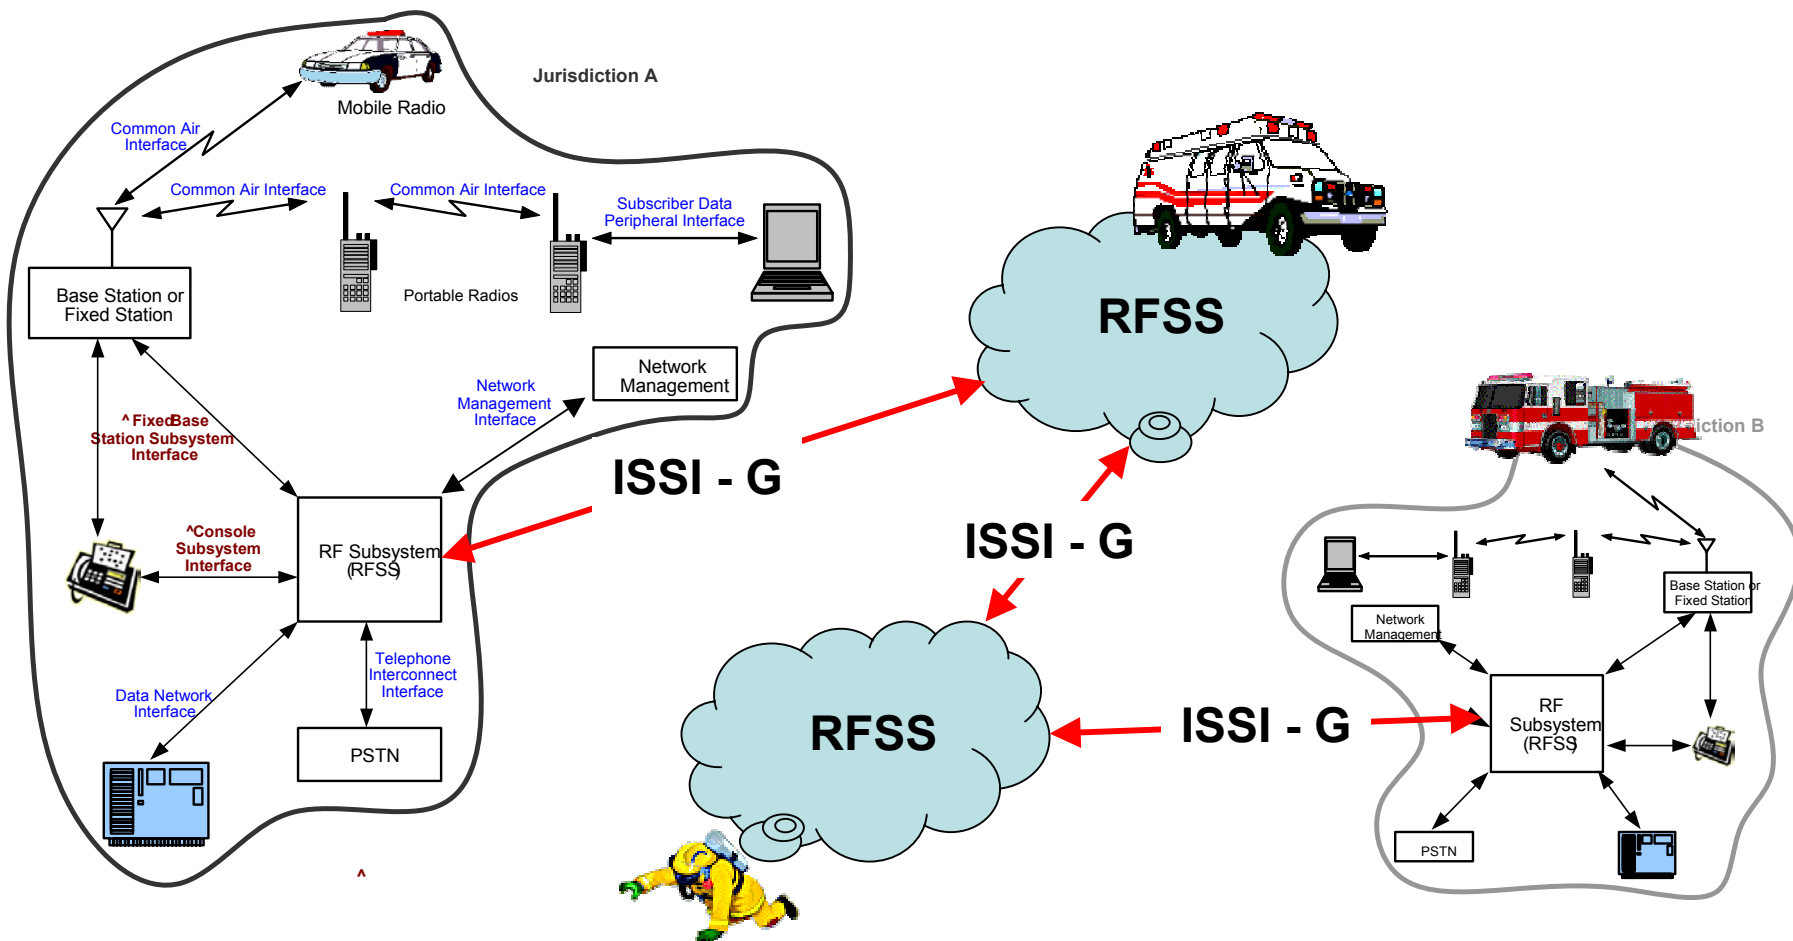 Jurisdiction A
Mobile Radio
Common Air
Interface
Common Air Interface
Common Air Interface
Subscriber Data
Peripheral Interface
Base Station or
Fixed Station
Portable Radios
Network
Management
Network
Management
Interface
^ FixedBase
Station Subsystem
Interface
^Console
Subsystem
Interface
RF Subsystem
(RFSS)
Telephone
Interconnect
Interface
Data Network
Interface
PSTN
^
ISSI - G
RFSS
ISSI - G
RFSS
ISSI - G
iction B
Base Station or
Fixed Station
Network
Management
RF
Subsystem
(RFSS)
PSTN